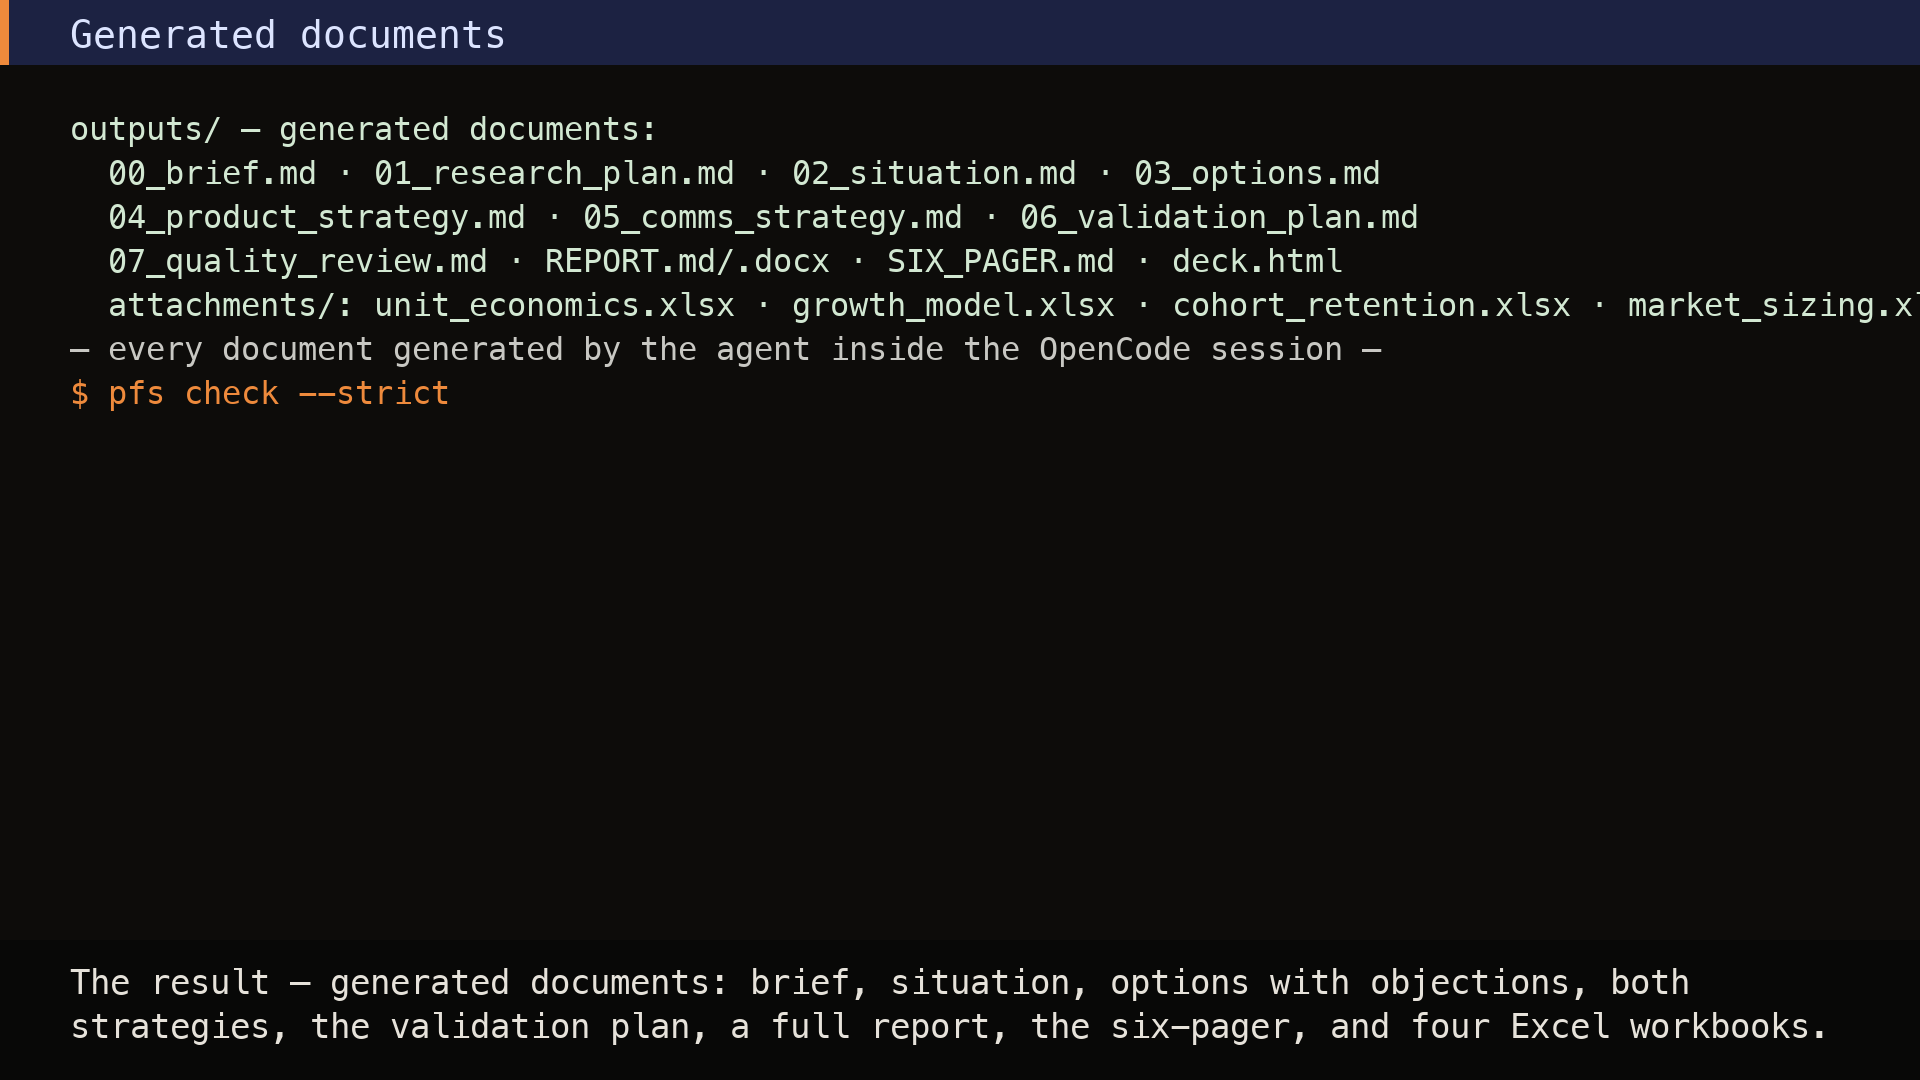 Generated documents
outputs/ — generated documents:
00_brief.md · 01_research_plan.md · 02_situation.md · 03_options.md
04_product_strategy.md · 05_comms_strategy.md · 06_validation_plan.md
07_quality_review.md · REPORT.md/.docx · SIX_PAGER.md · deck.html
attachments/: unit_economics.xlsx · growth_model.xlsx · cohort_retention.xlsx · market_sizing.xl
— every document generated by the agent inside the OpenCode session —
$ pfs check --strict
The result — generated documents: brief, situation, options with objections, both
strategies, the validation plan, a full report, the six-pager, and four Excel workbooks.